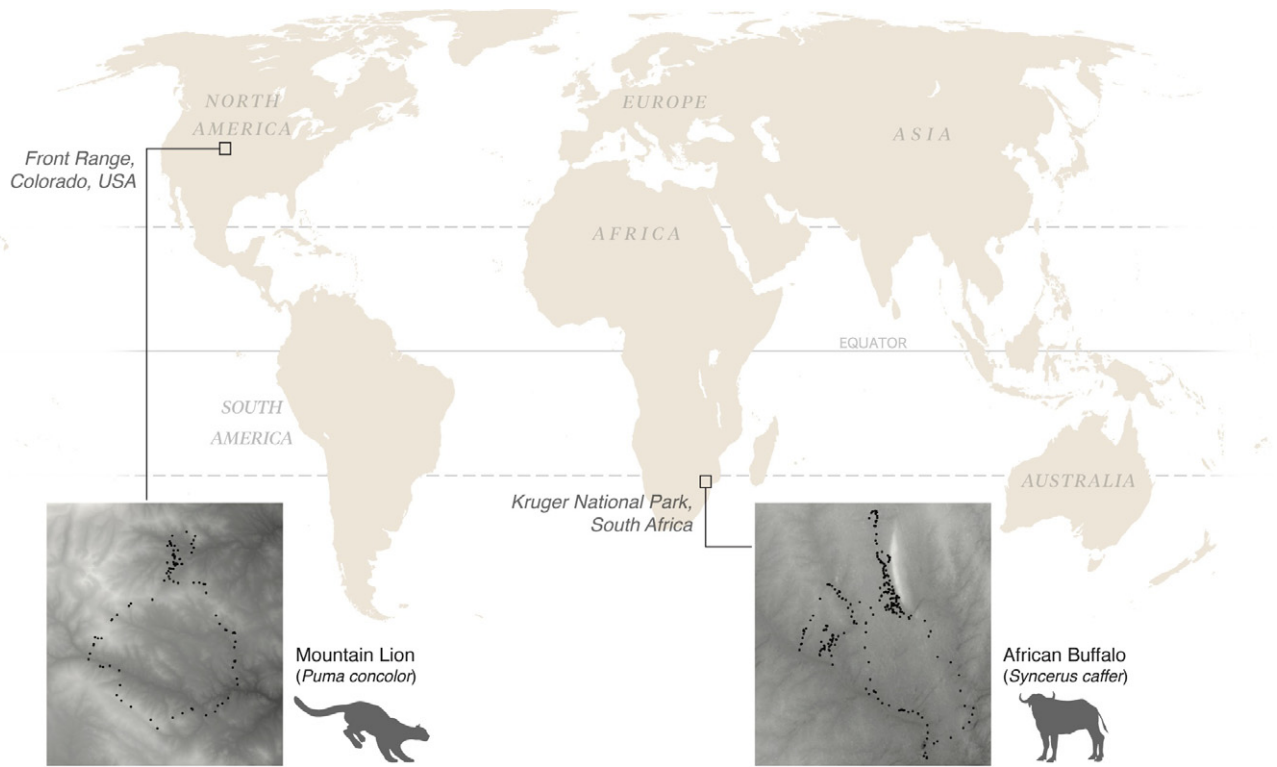 NORTH
AMERICA
EUROPE
ASIA
Front Range,
Colorado, USA
AFRICA
EQUATOR
SOUTH
AMERICA
AUSTRALIA
Kruger National Park,
South Africa
Mountain Lion
(Puma concolor)
African Buffalo
(Syncerus caffer)